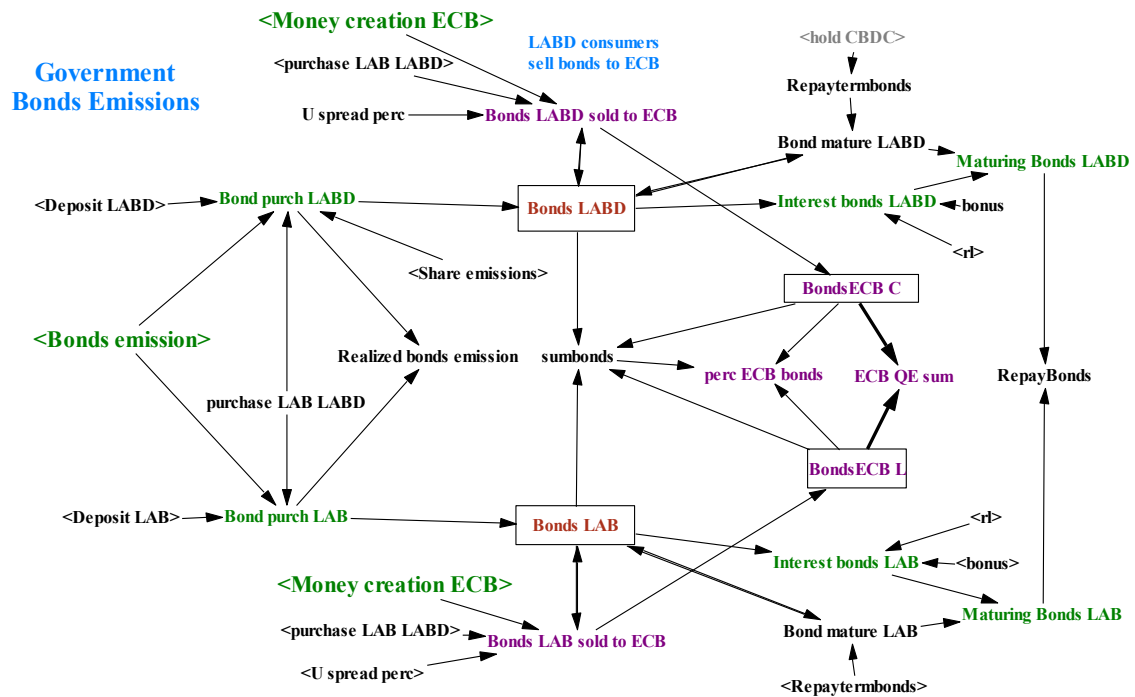 <Money creation ECB>
LABD consumers
sell bonds to ECB
<hold CBDC>
Government
Bonds Emissions
<purchase LAB LABD>
Repaytermbonds
U spread perc
Bonds LABD sold to ECB
Bond mature LABD
Maturing Bonds LABD
<Deposit LABD>
Bond purch LABD
Bonds LABD
Interest bonds LABD
bonus
<rl>
<Share emissions>
BondsECB C
<Bonds emission>
Realized bonds emission
sumbonds
perc ECB bonds
ECB QE sum
RepayBonds
purchase LAB LABD
BondsECB L
<Deposit LAB>
Bond purch LAB
Bonds LAB
<rl>
Interest bonds LAB
<bonus>
<Money creation ECB>
Maturing Bonds LAB
<purchase LAB LABD>
Bonds LAB sold to ECB
Bond mature LAB
<U spread perc>
<Repaytermbonds>